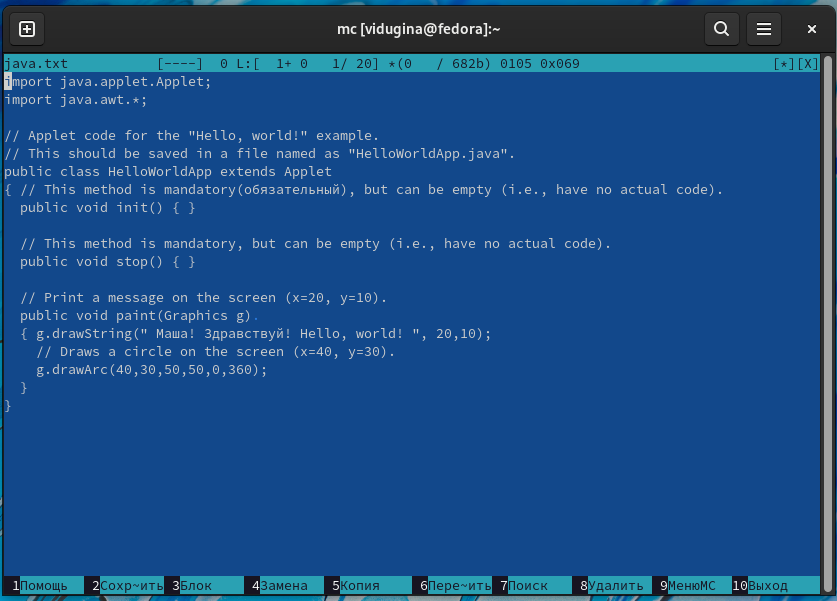 mc [vidugina@fedora]:~
java.txt [----] 0 L:[ 1+ 0 1/ 20] *(0 / 682b) 0105 0x069 [*][X]
import java.applet.Applet;
import java.awt.*;
// Applet code for the "Hello, world!" example.
// This should be saved in a file named as "HelloWorldApp.java".
public class HelloWorldApp extends Applet
{ // This method is mandatory(обязательный), but can be empty (i.e., have no actual code).
public void init() { }
// This method is mandatory, but can be empty (i.e., have no actual code).
public void stop() { }
// Print a message on the screen (x=20, y=10).
public void paint(Graphics g).
{ g.drawString(" Маша! Здравствуй! Hello, world! ", 20,10);
// Draws a circle on the screen (x=40, y=30).
g.drawArc(40,30,50,50,0,360);
}
}
1Помощь 2Сохр~ить 3Блок 4Замена 5Копия 6Пере~ить 7Поиск 8Удалить 9МенюMC 10Выход